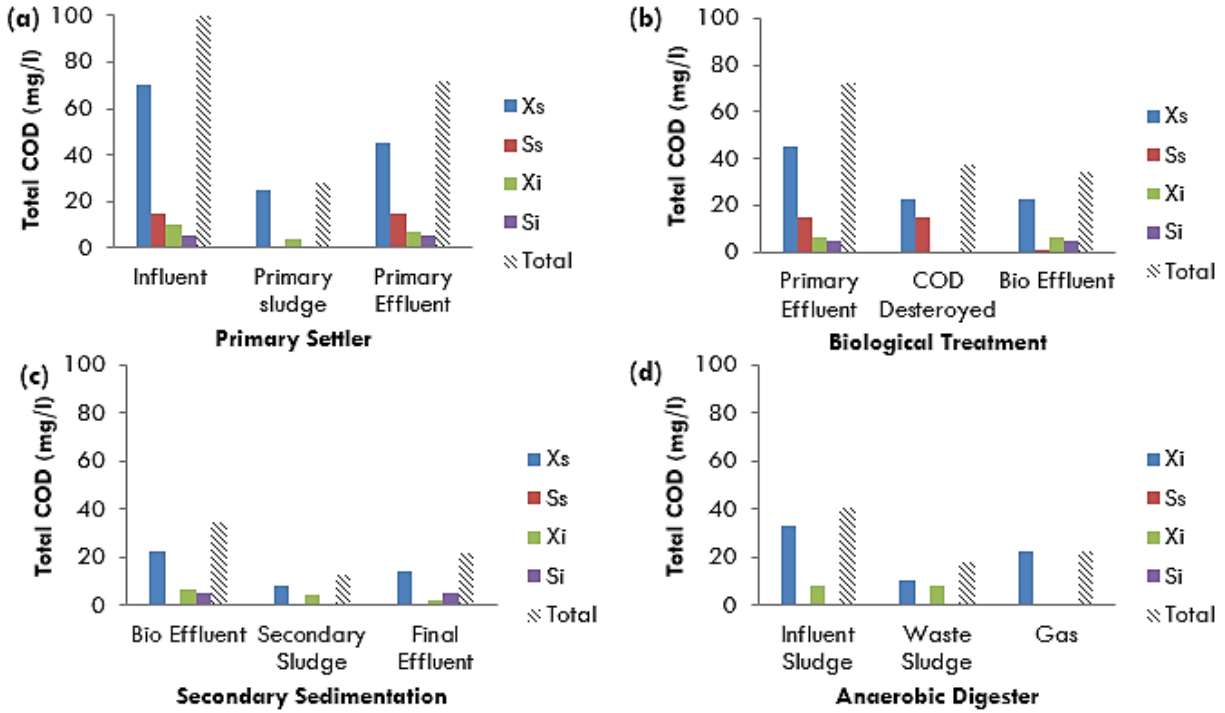 (a)
Total COD (mg/l)
100
80
60
40
20
0
Influent
Primary
sludge
Primary
Effluent
Primary Settler
Xs
Ss
Xi
Si
Total
(b)
Total COD (mg/l)
100
80
60
40
20
0
Primary
Effluent
COD
Desteroyed
Bio Effluent
Biological Treatment
Xs
Ss
Xi
Si
Total
(c)
Total COD (mg/l)
100
80
60
40
20
0
Bio Effluent
Secondary
Sludge
Final
Effluent
Secondary Sedimentation
Xs
Ss
Xi
Si
Total
(d)
Total COD (mg/l)
100
80
60
40
20
0
Influent
Sludge
Waste
Sludge
Gas
Anaerobic Digester
Xi
Ss
Xi
Si
Total